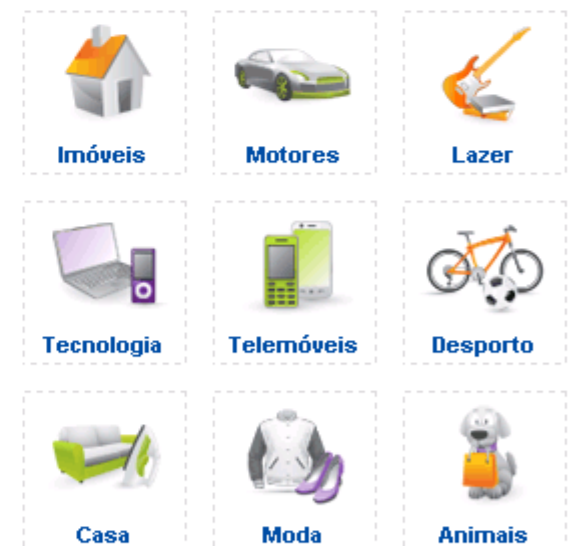 Imóveis
Motores
Lazer
Tecnologia
Telemóveis
Desporto
Casa
Moda
Animais